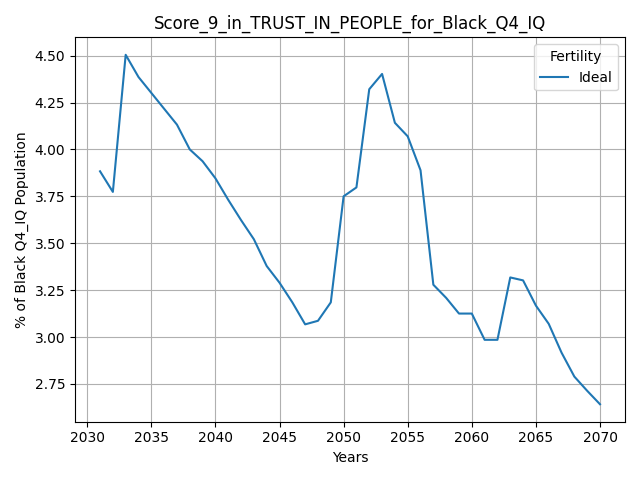 Score_9_in_TRUST_IN_PEOPLE_for_Black_Q4_IQ
Fertility
Ideal
% of Black Q4_IQ Population
4.50
4.25
4.00
3.75
3.50
3.25
3.00
2.75
2030 2035 2040 2045 2050 2055 2060 2065 2070
Years